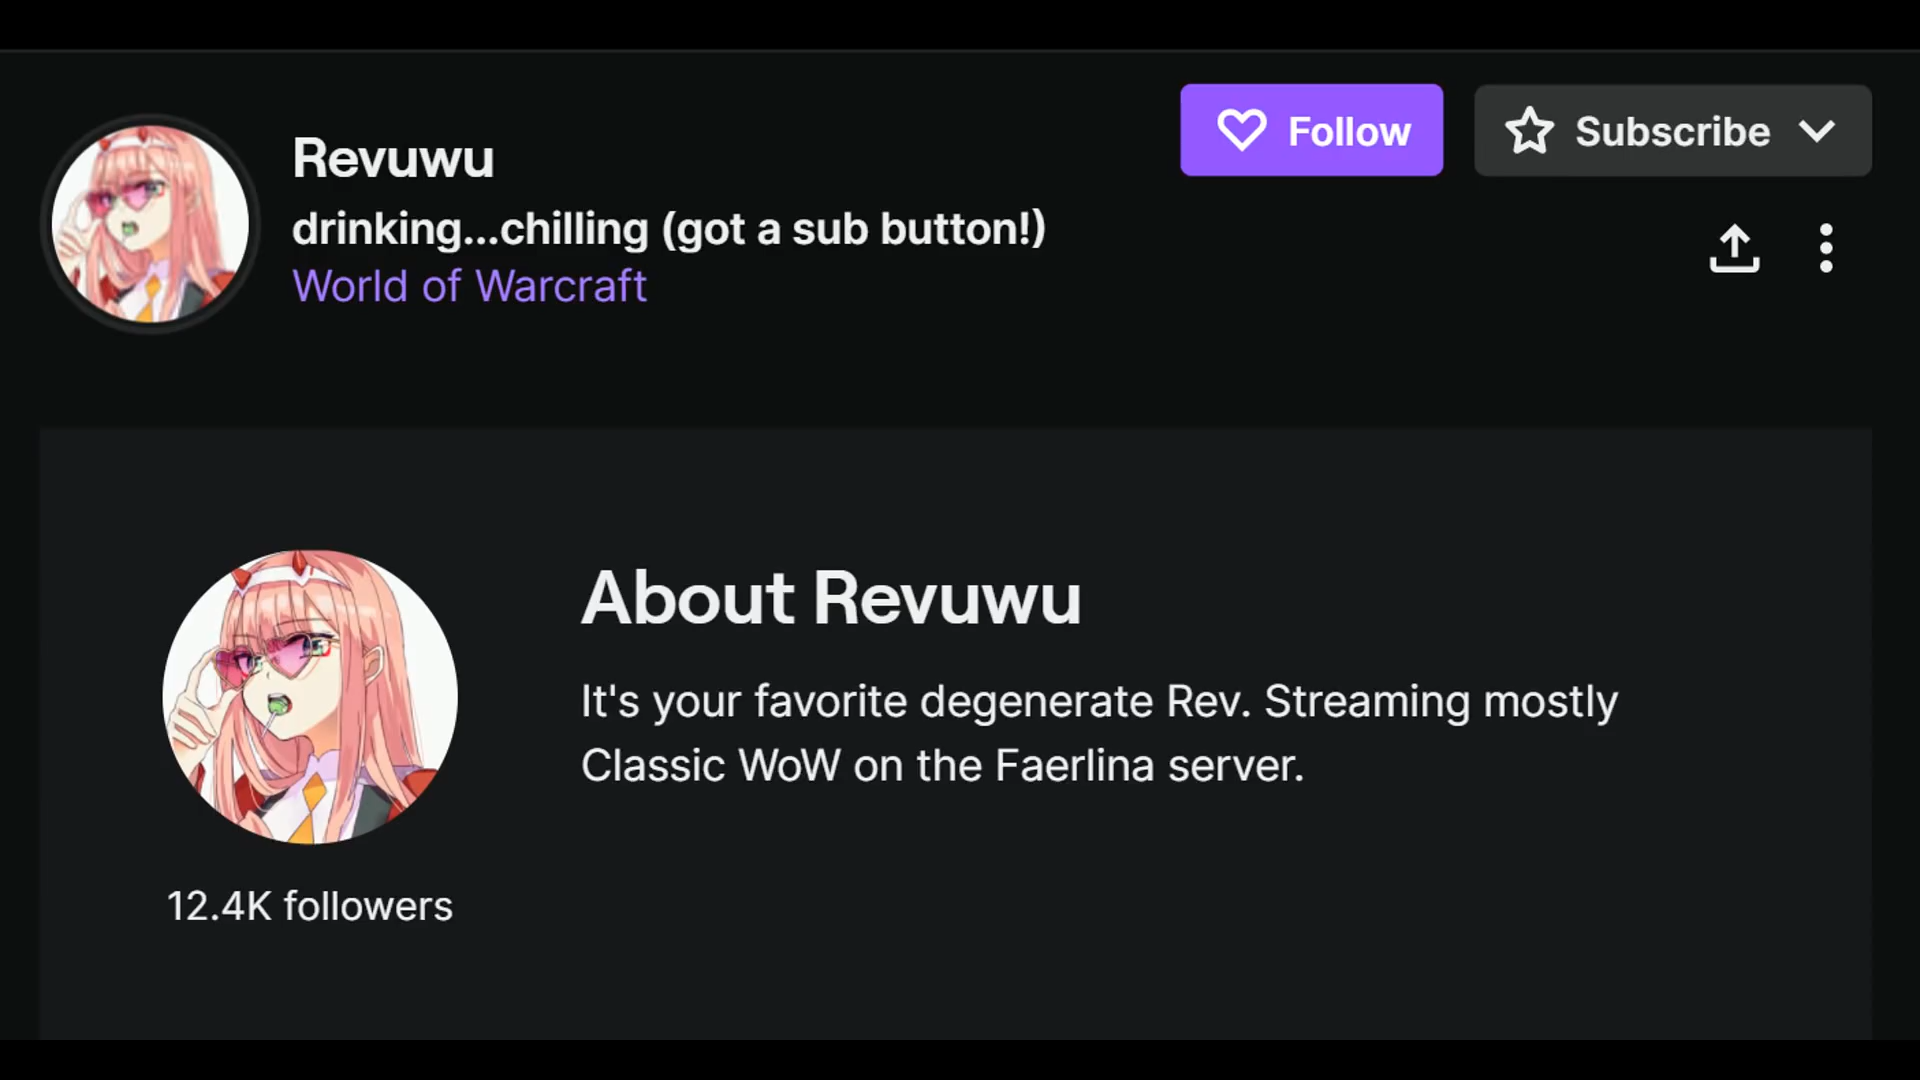 Revuwu
drinking...chilling (got a sub button!)
World of Warcraft
Follow
Subscribe
About Revuwu
It's your favorite degenerate Rev. Streaming mostly
Classic WoW on the Faerlina server.
12.4K followers